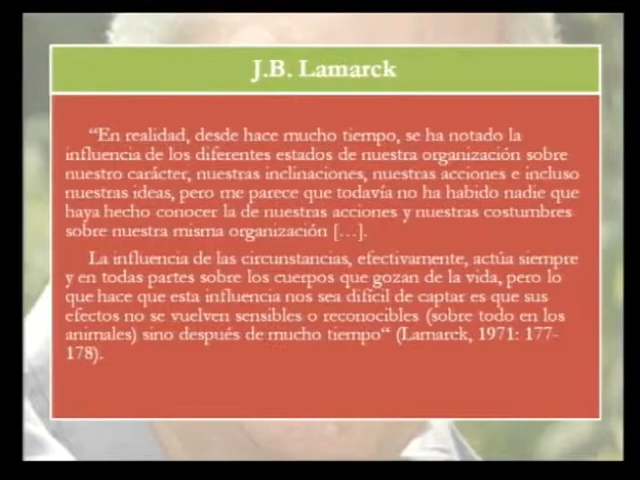 J.B. Lamarck
“En realidad, desde hace mucho tiempo, se ha notado la
influencia de los diferentes estados de nuestra organización sobre
nuestro carácter, nuestras inclinaciones, nuestras acciones e incluso
nuestras ideas, pero me parece que todavía no ha habido nadie que
haya hecho conocer la de nuestras acciones y nuestras costumbres
sobre nuestra misma organización […].
La influencia de las circunstancias, efectivamente, actúa siempre
y en todas partes sobre los cuerpos que gozan de la vida, pero lo
que hace que esta influencia nos sea difícil de captar es que sus
efectos no se vuelven sensibles o reconocibles (sobre todo en los
animales) sino después de mucho tiempo“ (Lamarck, 1971: 177-
178).